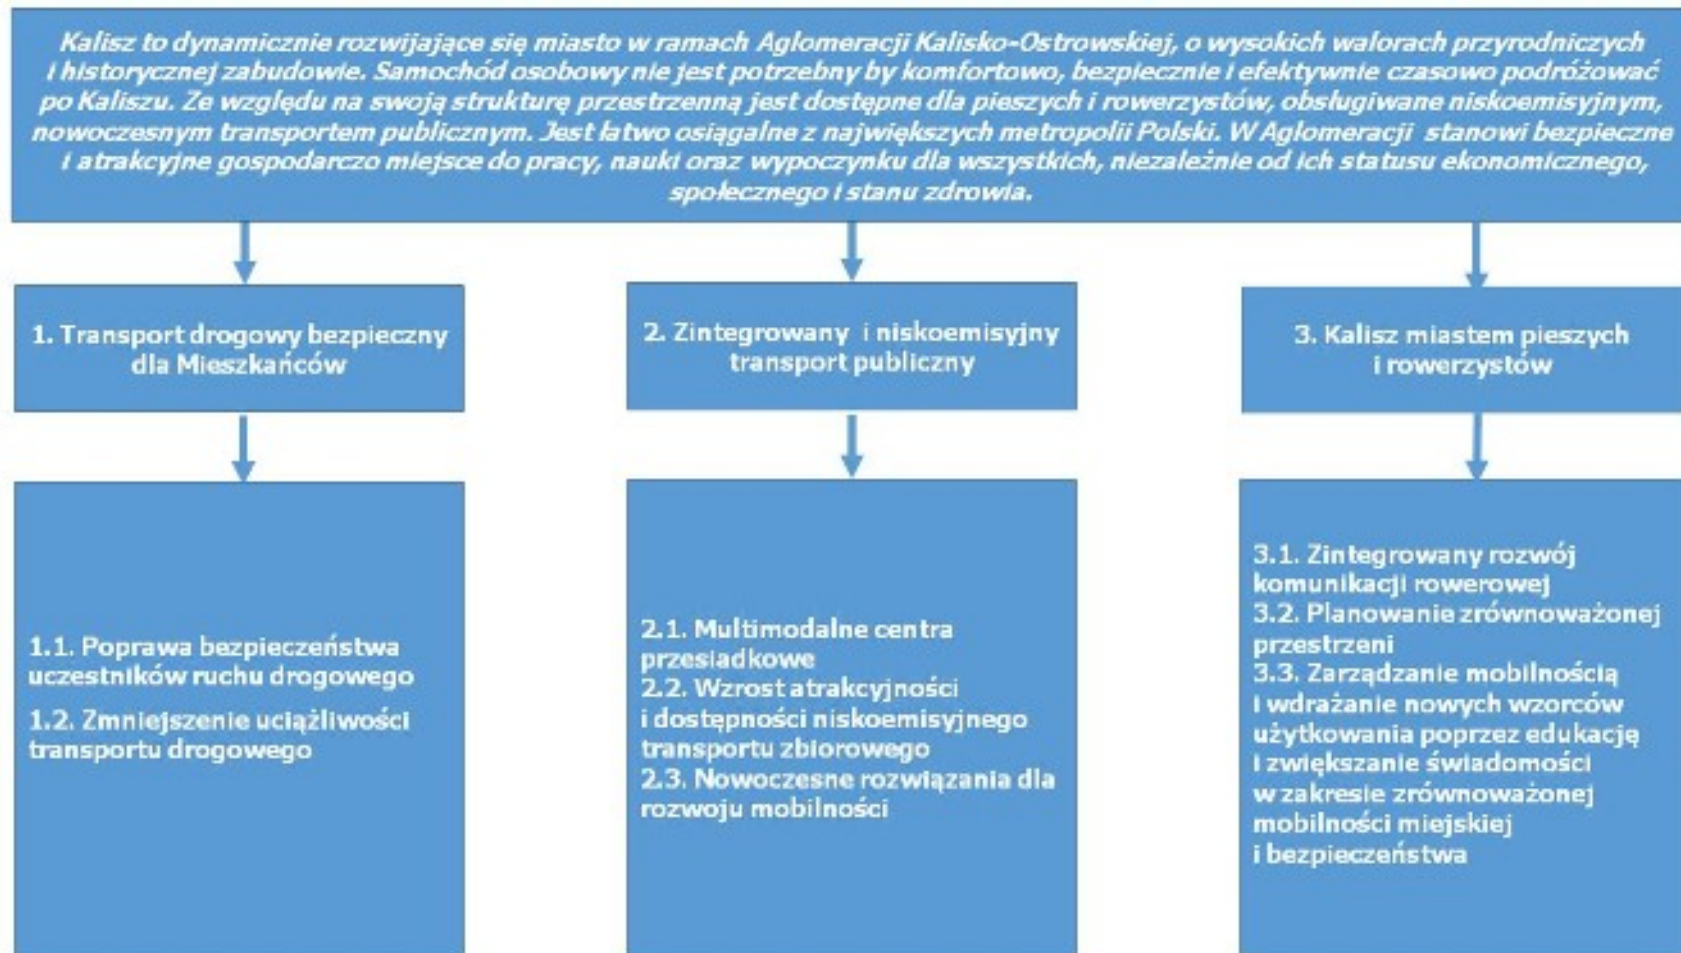 Kalisz to dynamicznie rozwijające się miasto w ramach Aglomeracji Kalisko-Ostrowskiej, o wysokich walorach przyrodniczych
i historycznej zabudowie. Samochód osobowy nie jest potrzebny by komfortowo, bezpiecznie i efektywnie czasowo podróżować
po Kaliszu. Ze względu na swoją strukturę przestrzenną jest dostępne dla pieszych i rowerzystów, obsługiwane niskoemisyjnym,
nowoczesnym transportem publicznym. Jest łatwo osiągalne z największych metropolii Polski. W Aglomeracji stanowi bezpieczne
i atrakcyjne gospodarczo miejsce do pracy, nauki oraz wypoczynku dla wszystkich, niezależnie od ich statusu ekonomicznego,
społecznego i stanu zdrowia.
1. Transport drogowy bezpieczny
dla Mieszkańców
2. Zintegrowany i niskoemisyjny
transport publiczny
3. Kalisz miastem pieszych
i rowerzystów
1.1. Poprawa bezpieczeństwa
uczestników ruchu drogowego
1.2. Zmniejszenie uciążliwości
transportu drogowego
2.1. Multimodalne centra
przesiadkowe
2.2. Wzrost atrakcyjności
i dostępności niskoemisyjnego
transportu zbiorowego
2.3. Nowoczesne rozwiązania dla
rozwoju mobilności
3.1. Zintegrowany rozwój
komunikacji rowerowej
3.2. Planowanie zrównoważonej
przestrzeni
3.3. Zarządzanie mobilnością
i wdrażanie nowych wzorców
użytkowania poprzez edukację
i zwiększanie świadomości
w zakresie zrównoważonej
mobilności miejskiej
i bezpieczeństwa